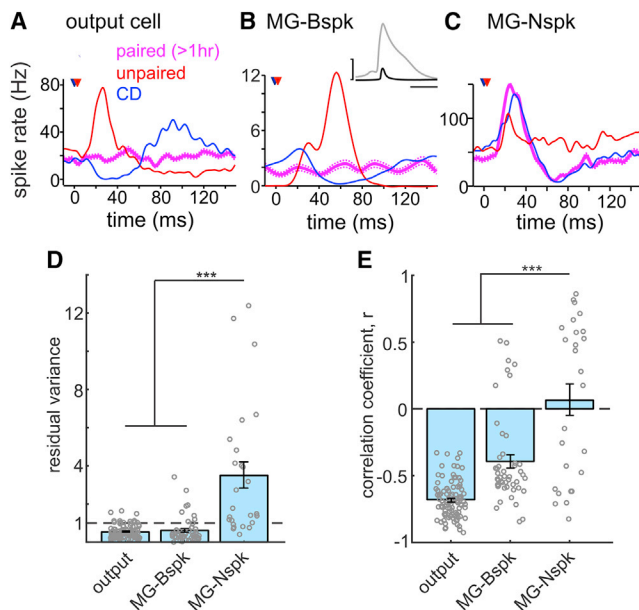 A output cell
paired (>1hr)
unpaired
CD
spike rate (Hz)
80
40
0
0 40 80 120
time (ms)
B MG-Bspk
12
8
4
0
0 40 80 120
time (ms)
C MG-Nspk
100
0
0 40 80 120
time (ms)
D
residual variance
12
8
4
1
***
output
MG-Bspk
MG-Nspk
E
correlation coefficient, r
1
0.5
0
-0.5
-1
***
output
MG-Bspk
MG-Nspk